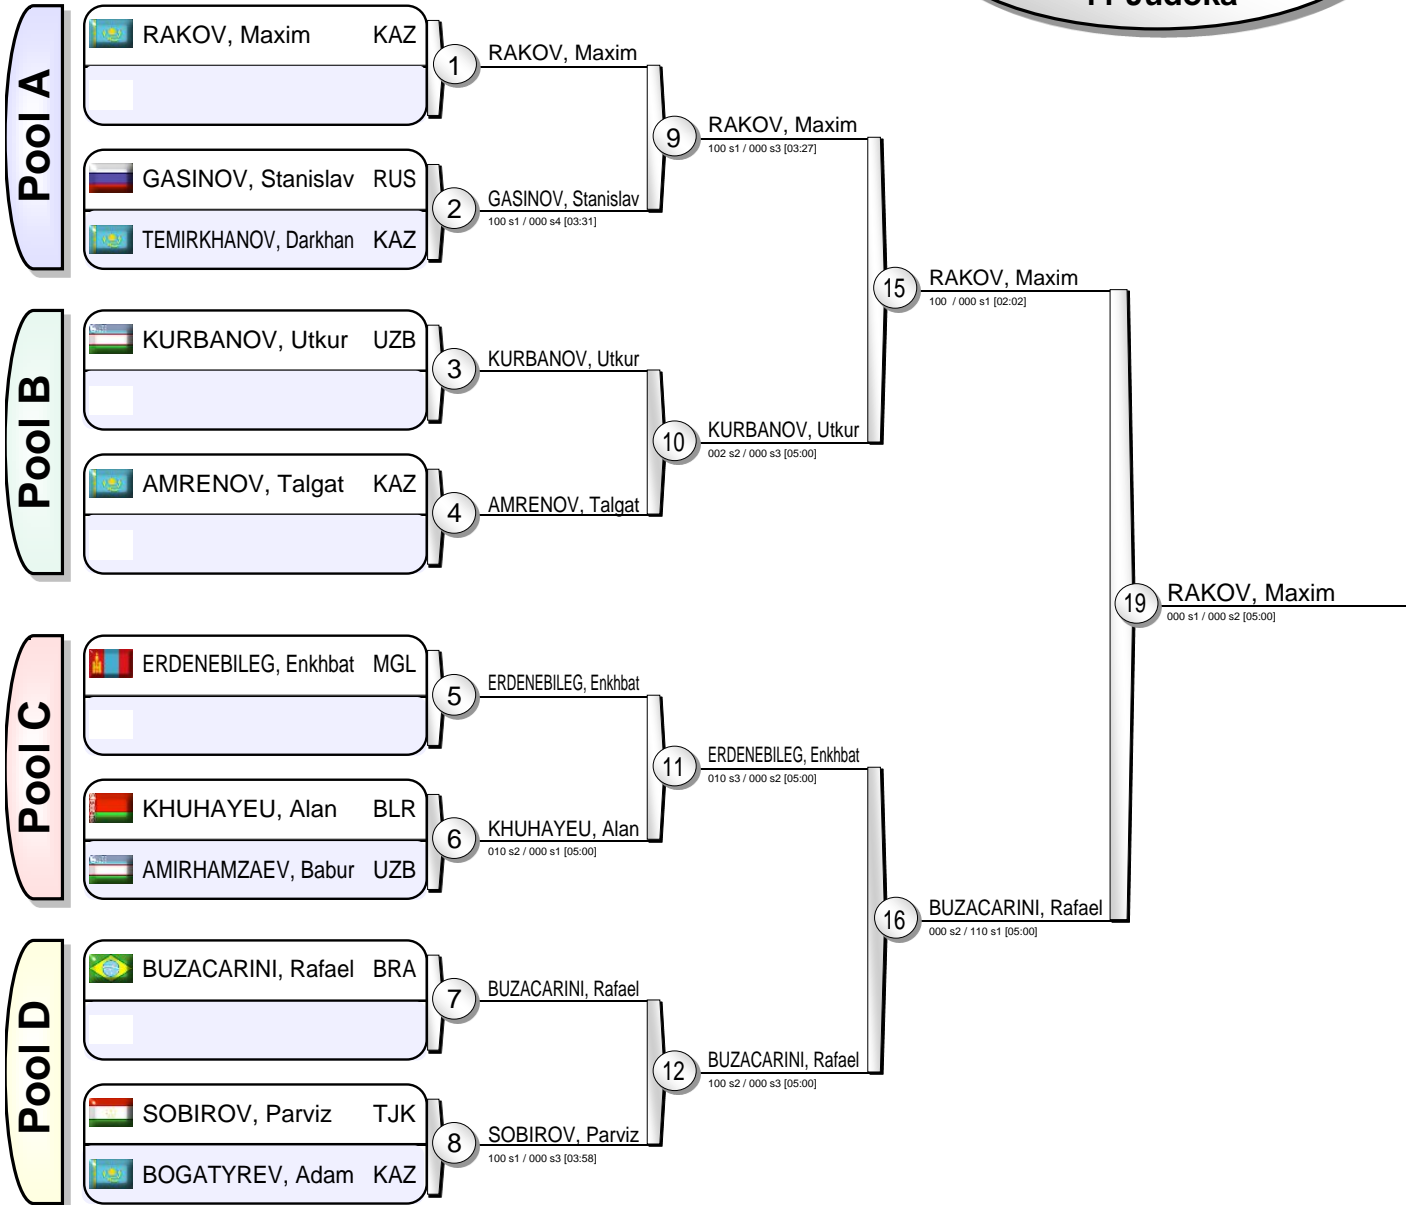 11 Judoka
Pool A
RAKOV, Maxim KAZ
1
RAKOV, Maxim
GASINOV, Stanislav RUS
TEMIRKHANOV, Darkhan KAZ
2
GASINOV, Stanislav
100 s1 / 000 s4 [03:31]
9
RAKOV, Maxim
100 s1 / 000 s3 [03:27]
Pool B
KURBANOV, Utkur UZB
3
KURBANOV, Utkur
AMRENOV, Talgat KAZ
4
AMRENOV, Talgat
10
KURBANOV, Utkur
002 s2 / 000 s3 [05:00]
15
RAKOV, Maxim
100 / 000 s1 [02:02]
Pool C
ERDENEBILEG, Enkhbat MGL
5
ERDENEBILEG, Enkhbat
KHUHAYEU, Alan BLR
AMIRHAMZAEV, Babur UZB
6
KHUHAYEU, Alan
010 s2 / 000 s1 [05:00]
11
ERDENEBILEG, Enkhbat
010 s3 / 000 s2 [05:00]
Pool D
BUZACARINI, Rafael BRA
7
BUZACARINI, Rafael
SOBIROV, Parviz TJK
BOGATYREV, Adam KAZ
8
SOBIROV, Parviz
100 s1 / 000 s3 [03:58]
12
BUZACARINI, Rafael
100 s2 / 000 s3 [05:00]
16
BUZACARINI, Rafael
000 s2 / 110 s1 [05:00]
19
RAKOV, Maxim
000 s1 / 000 s2 [05:00]